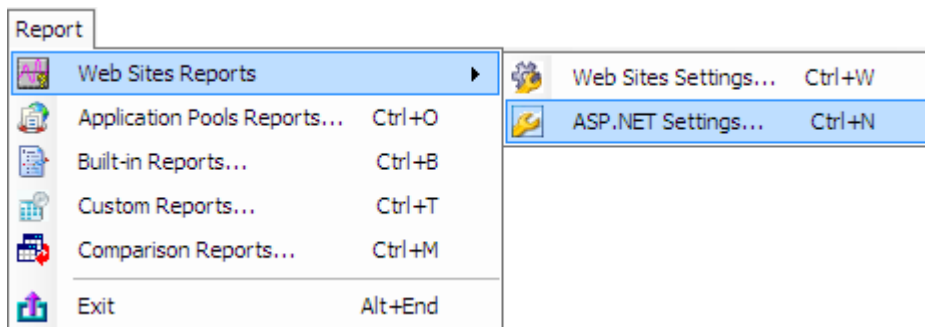 Report
Web Sites Reports
Application Pools Reports... Ctrl+O
Built-in Reports... Ctrl+B
Custom Reports... Ctrl+T
Comparison Reports... Ctrl+M
Exit Alt+End
Web Sites Settings... Ctrl+W
ASP.NET Settings... Ctrl+N